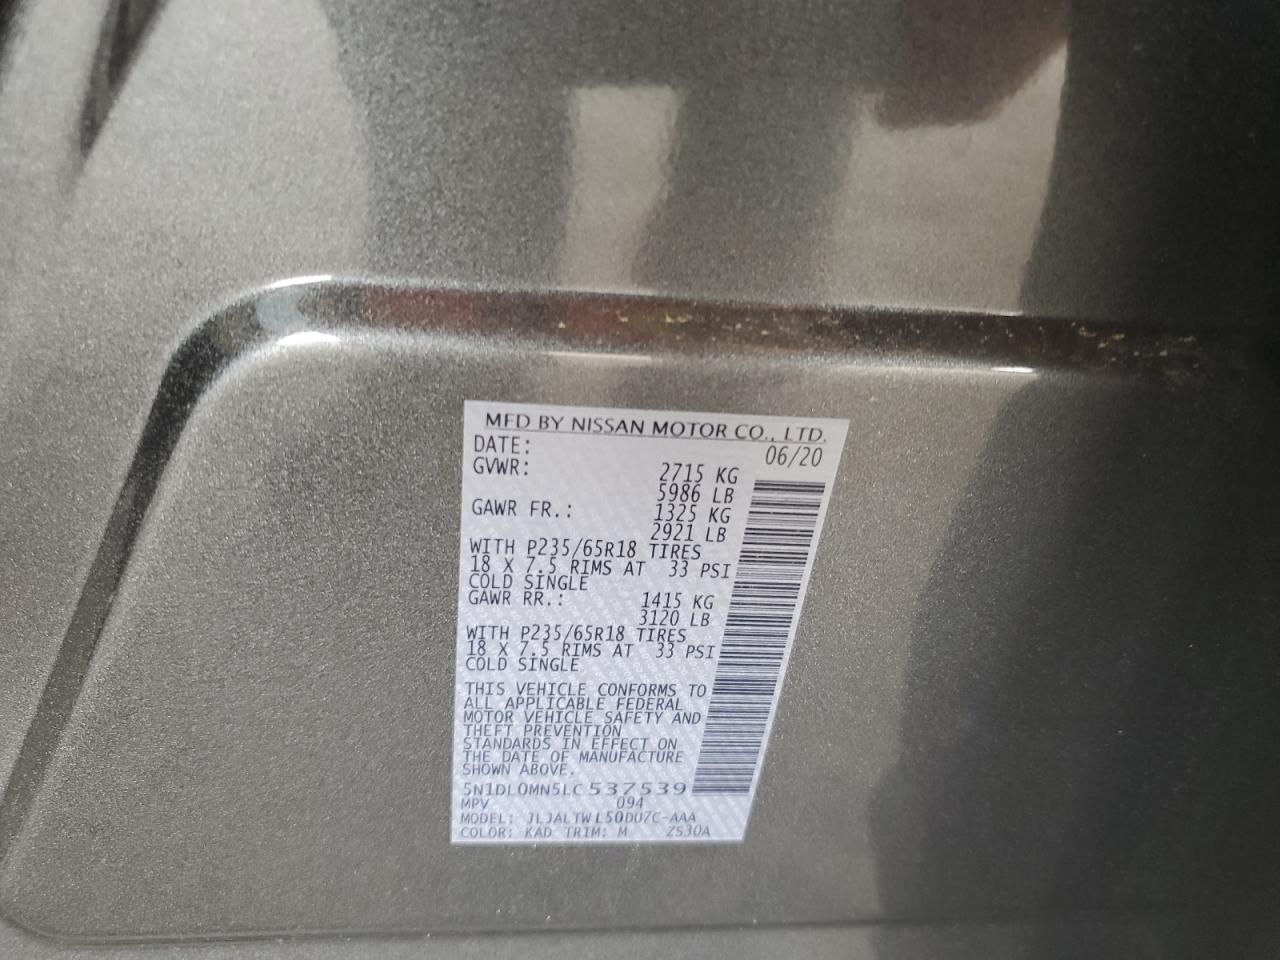 MFD BY NISSAN MOTOR CO., LTD.
DATE: 06/20
GVWR: 2715 KG
5986 LB
GAWR FR.: 1325 KG
2921 LB
WITH P235/65R18 TIRES
18 X 7.5 RIMS AT 33 PSI
COLD SINGLE
GAWR RR.: 1415 KG
3120 LB
WITH P235/65R18 TIRES
18 X 7.5 RIMS AT 33 PSI
COLD SINGLE
THIS VEHICLE CONFORMS TO
ALL APPLICABLE FEDERAL
MOTOR VEHICLE SAFETY AND
THEFT PREVENTION
STANDARDS IN EFFECT ON
THE DATE OF MANUFACTURE
SHOWN ABOVE.
5N1DL0MN5LC537539
MPV 094
MODEL: JLJALTWL50DU7C-AAA
COLOR: KAD TRIM: M ZS30A